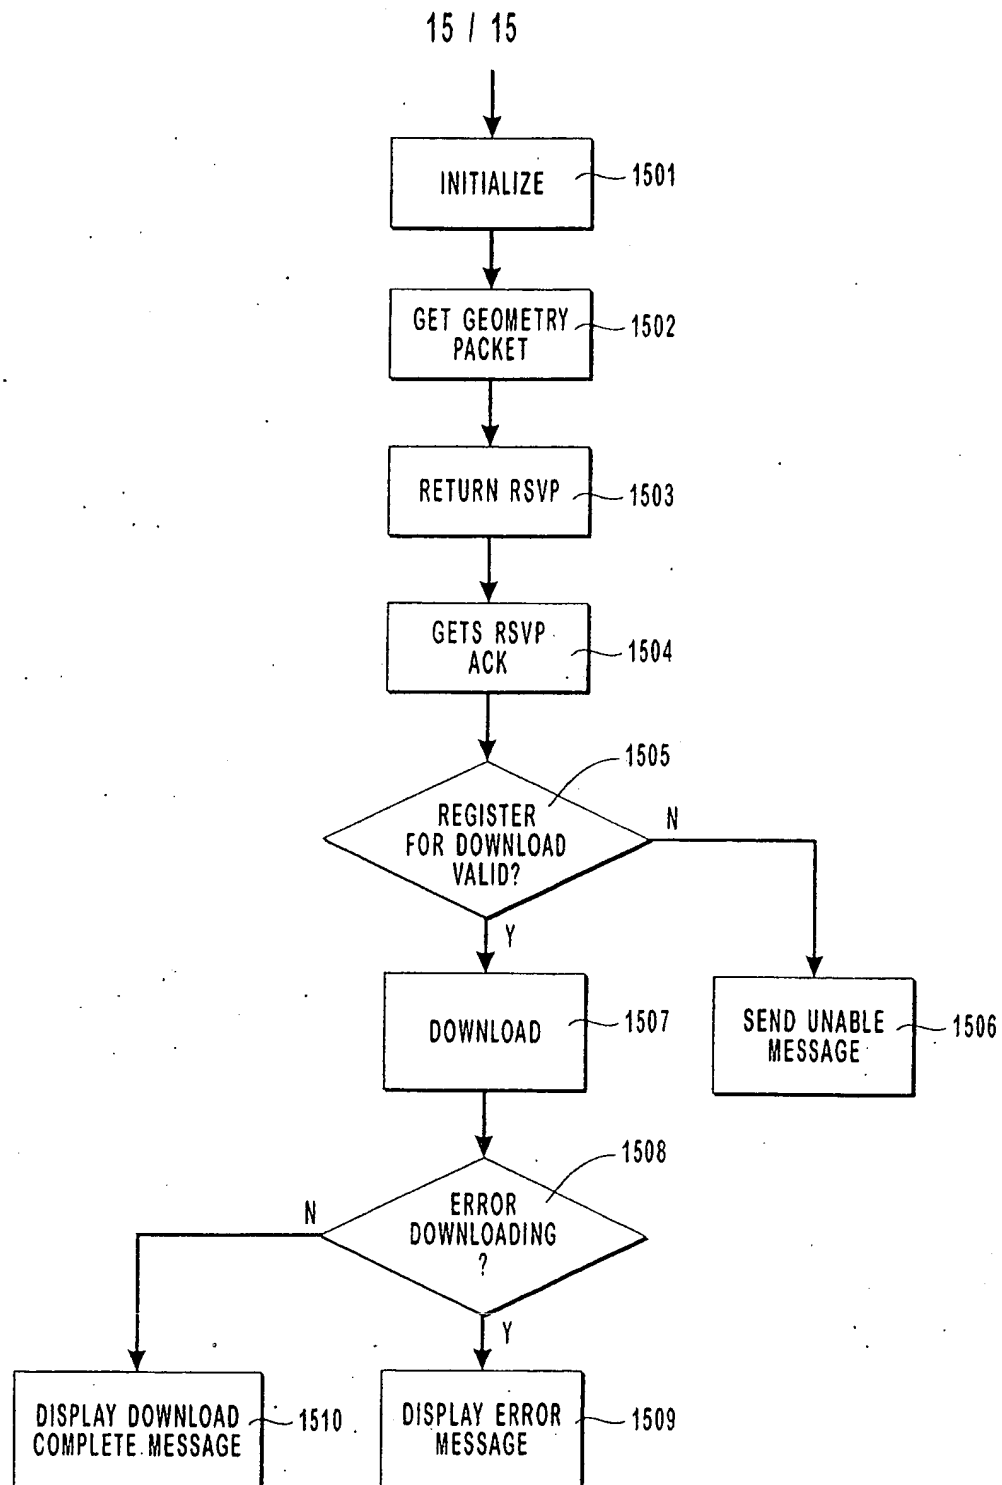 15 / 15
INITIALIZE
1501
GET GEOMETRY
PACKET
1502
RETURN RSVP
1503
GETS RSVP
ACK
1504
1505
REGISTER
FOR DOWNLOAD
VALID?
N
Y
DOWNLOAD
1507
SEND UNABLE
MESSAGE
1506
1508
ERROR
DOWNLOADING
?
N
Y
DISPLAY DOWNLOAD
COMPLETE MESSAGE
1510
DISPLAY ERROR
MESSAGE
1509